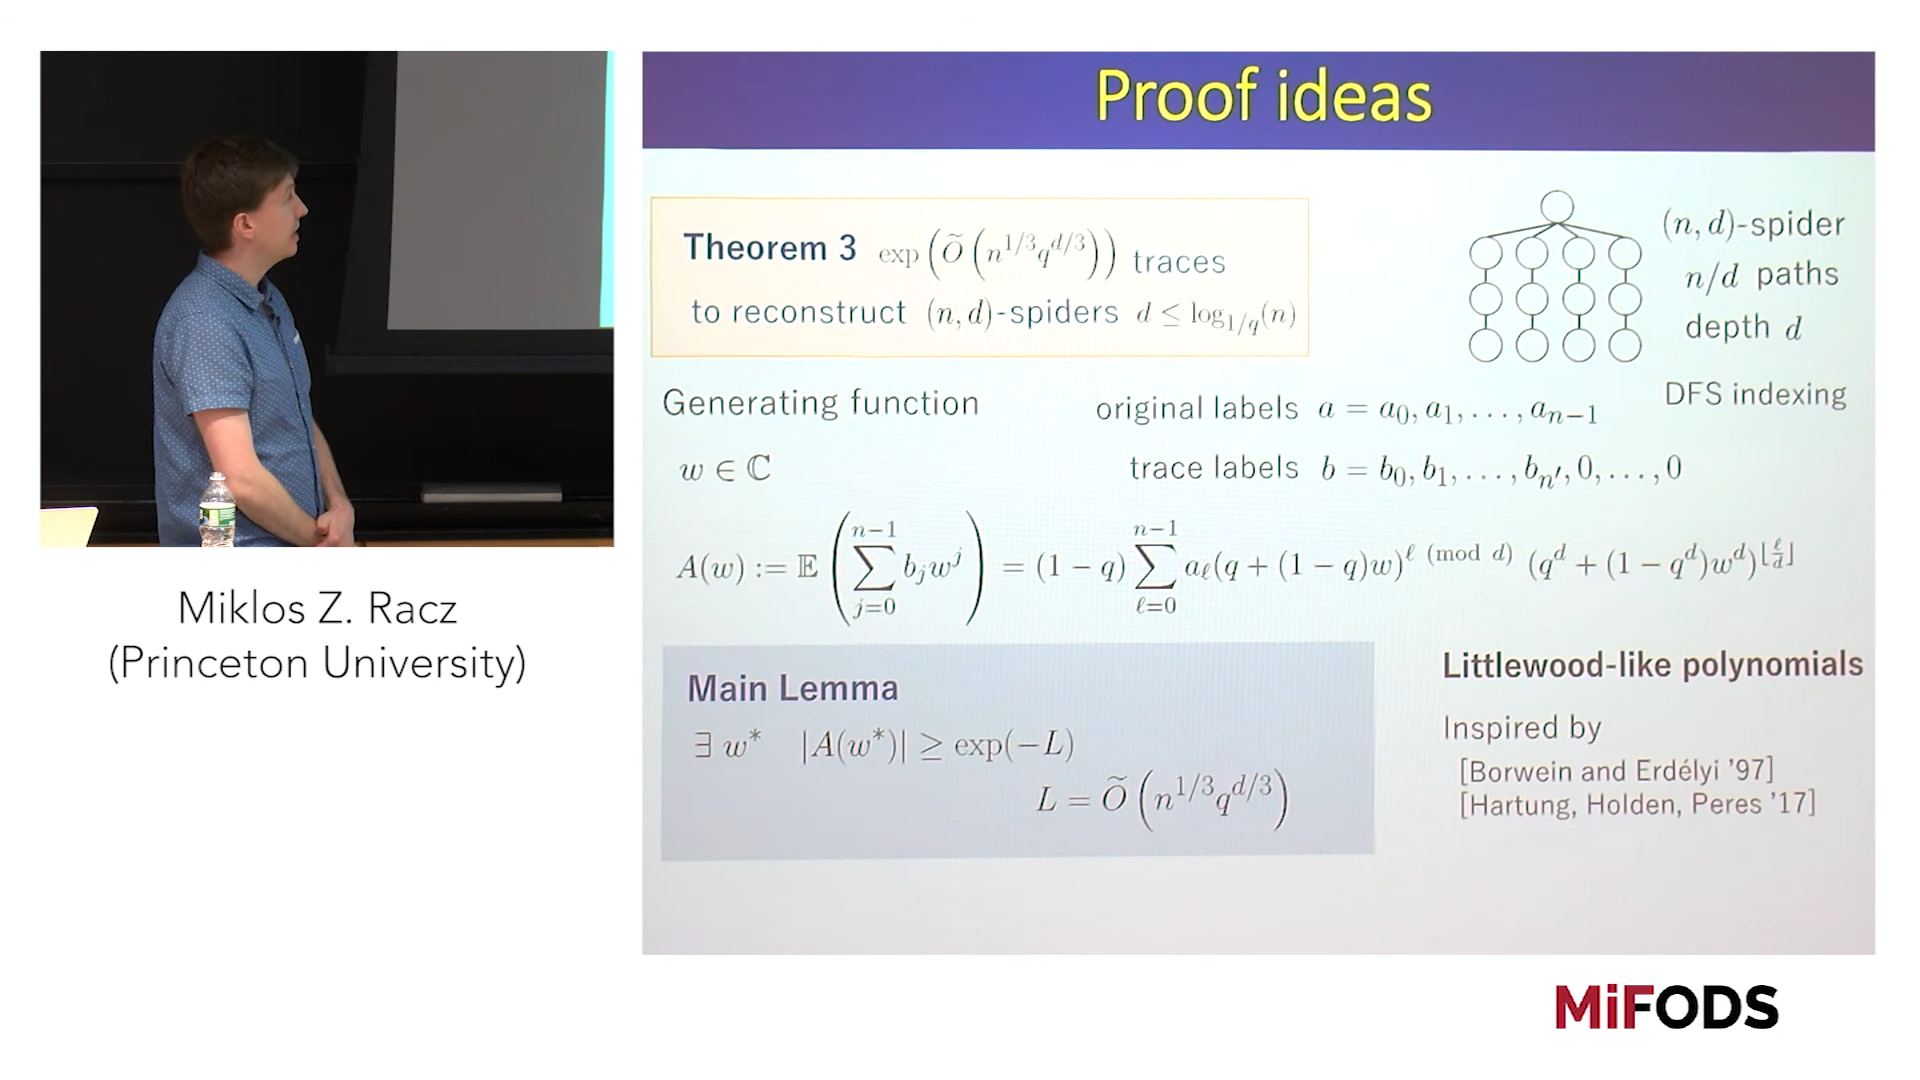 Proof ideas
Theorem 3 exp(Õ(n^{1/3}q^{d/3})) traces
to reconstruct (n, d)-spiders d ≤ log_{1/q}(n)
(n, d)-spider
n/d paths
depth d
DFS indexing
Generating function
original labels a = a_0, a_1, . . . , a_{n−1}
w ∈ ℂ
trace labels b = b_0, b_1, . . . , b_{n′}, 0, . . . , 0
A(w) := 𝔼(∑_{j=0}^{n−1} b_j w^j) = (1 − q) ∑_{ℓ=0}^{n−1} a_ℓ(q + (1 − q)w)^{ℓ (mod d)} (q^d + (1 − q^d)w^d)^{⌊ℓ/d⌋}
Main Lemma
∃ w* |A(w*)| ≥ exp(−L)
L = Õ(n^{1/3}q^{d/3})
Littlewood-like polynomials
Inspired by
[Borwein and Erdélyi ’97]
[Hartung, Holden, Peres ’17]
Miklos Z. Racz
(Princeton University)
MiFODS